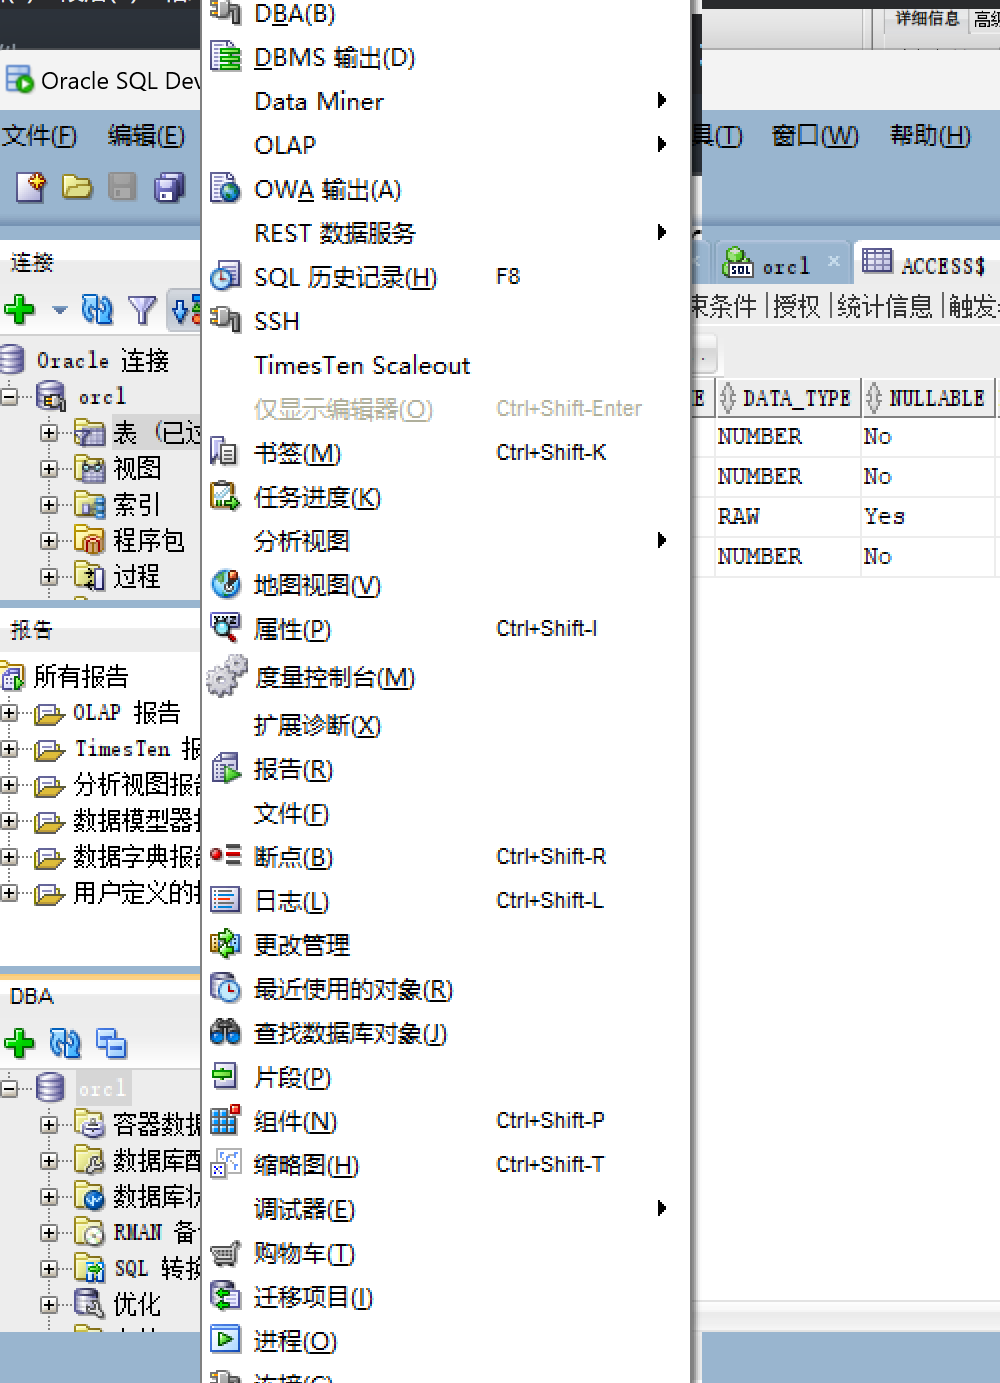 详细信息
DBA(B)
DBMS 输出(D)
Oracle SQL Dev
Data Miner
文件(F) 编辑(E)
具(T) 窗口(W) 帮助(H)
OLAP
OWA 输出(A)
REST 数据服务
连接
orcl
ACCESS$
SQL 历史记录(H) F8
束条件 授权 统计信息 触发
SSH
Oracle 连接
TimesTen Scaleout
orcl
E DATA_TYPE NULLABLE
仅显示编辑器(O) Ctrl+Shift-Enter
表 (已过
NUMBER No
书签(M) Ctrl+Shift-K
视图
NUMBER No
任务进度(K)
索引
RAW Yes
分析视图
程序包
NUMBER No
地图视图(V)
过程
属性(P) Ctrl+Shift-I
报告
所有报告
度量控制台(M)
OLAP 报告
扩展诊断(X)
TimesTen 报
报告(R)
分析视图报告
文件(F)
数据模型器报
断点(B) Ctrl+Shift-R
数据字典报告
日志(L) Ctrl+Shift-L
用户定义的报
更改管理
DBA
最近使用的对象(R)
查找数据库对象(J)
片段(P)
orcl
组件(N) Ctrl+Shift-P
容器数据
缩略图(H) Ctrl+Shift-T
数据库配
数据库状
调试器(E)
RMAN 备
购物车(T)
SQL 转换
迁移项目(I)
优化
进程(O)